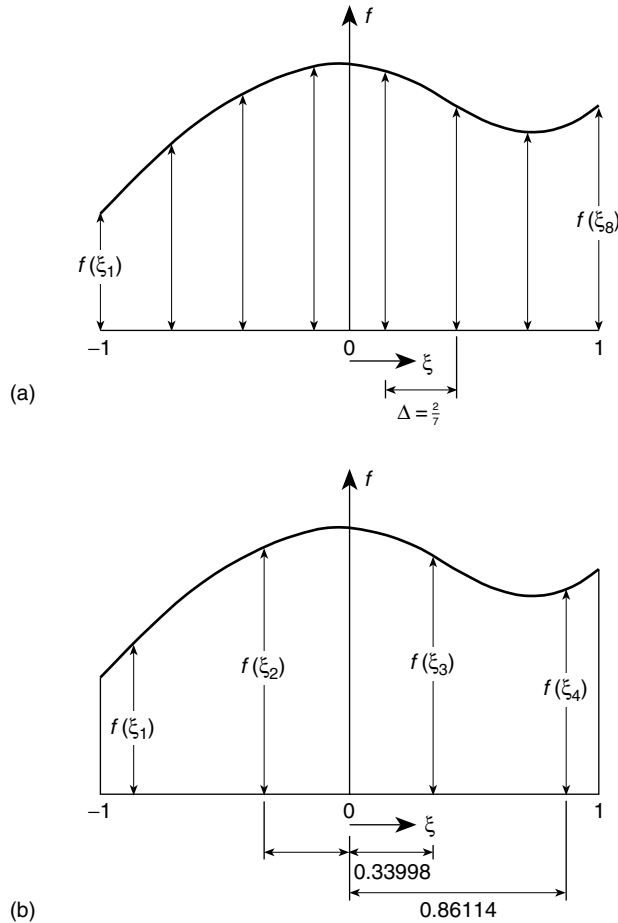 f
f(ξ₁)
f(ξ₈)
−1
0
1
ξ
Δ = 2/7
(a)
f
f(ξ₂)
f(ξ₃)
f(ξ₄)
f(ξ₁)
−1
0
1
ξ
0.33998
0.86114
(b)